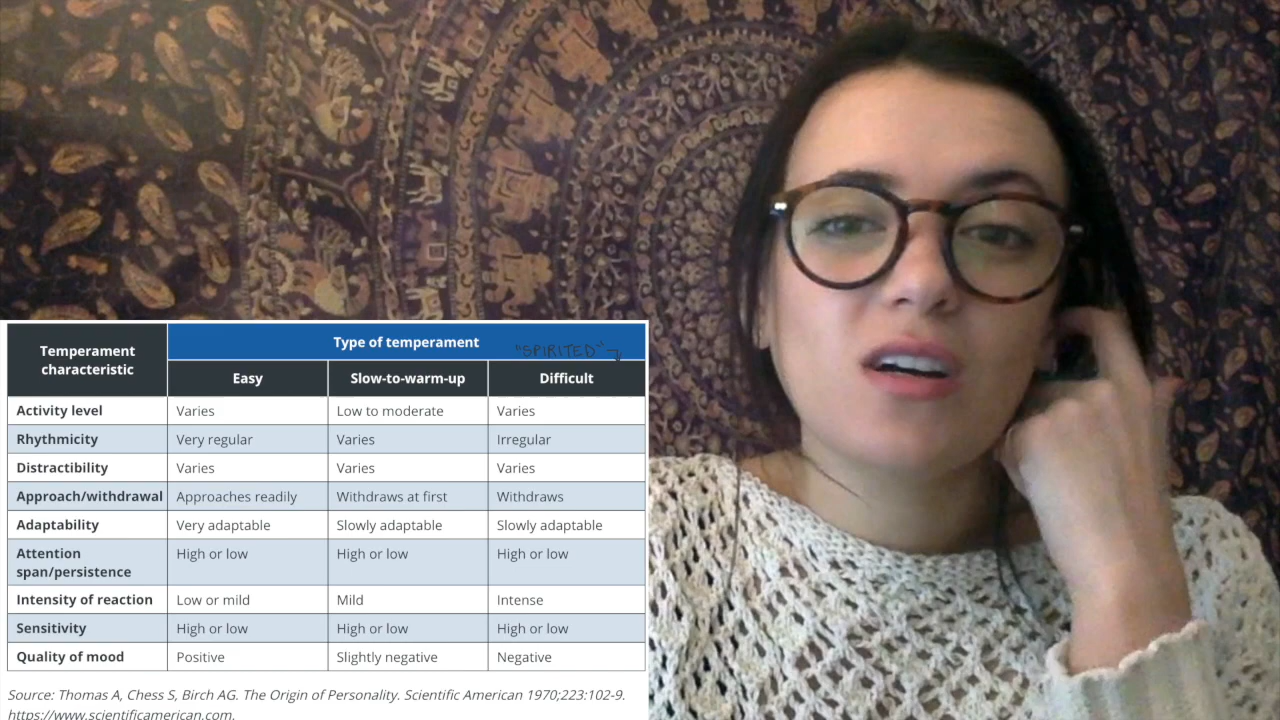 Temperament characteristic
Type of temperament
"SPIRITED"
Easy Slow-to-warm-up Difficult
Activity level Varies Low to moderate Varies
Rhythmicity Very regular Varies Irregular
Distractibility Varies Varies Varies
Approach/withdrawal Approaches readily Withdraws at first Withdraws
Adaptability Very adaptable Slowly adaptable Slowly adaptable
Attention span/persistence High or low High or low High or low
Intensity of reaction Low or mild Mild Intense
Sensitivity High or low High or low High or low
Quality of mood Positive Slightly negative Negative
Source: Thomas A, Chess S, Birch AG. The Origin of Personality. Scientific American 1970;223:102-9.
https://www.scientificamerican.com.